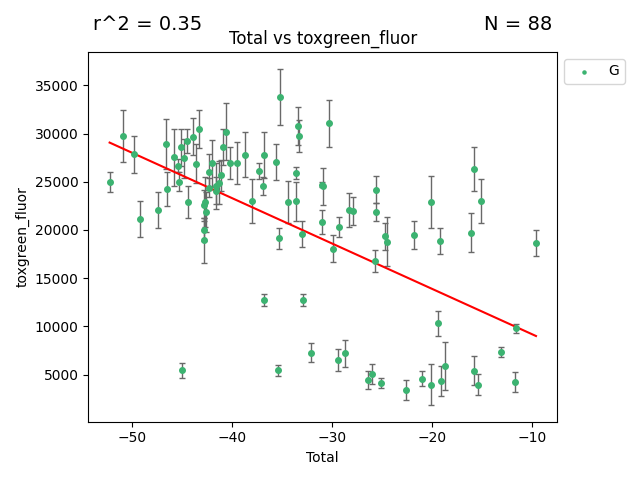 r^2 = 0.35
N = 88
Total vs toxgreen_fluor
G
toxgreen_fluor
35000
30000
25000
20000
15000
10000
5000
−50 −40 −30 −20 −10
Total